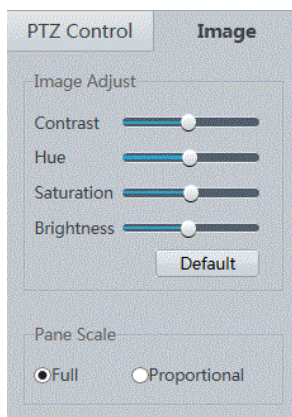 PTZ Control Image
Image Adjust
Contrast
Hue
Saturation
Brightness
Default
Pane Scale
Full Proportional